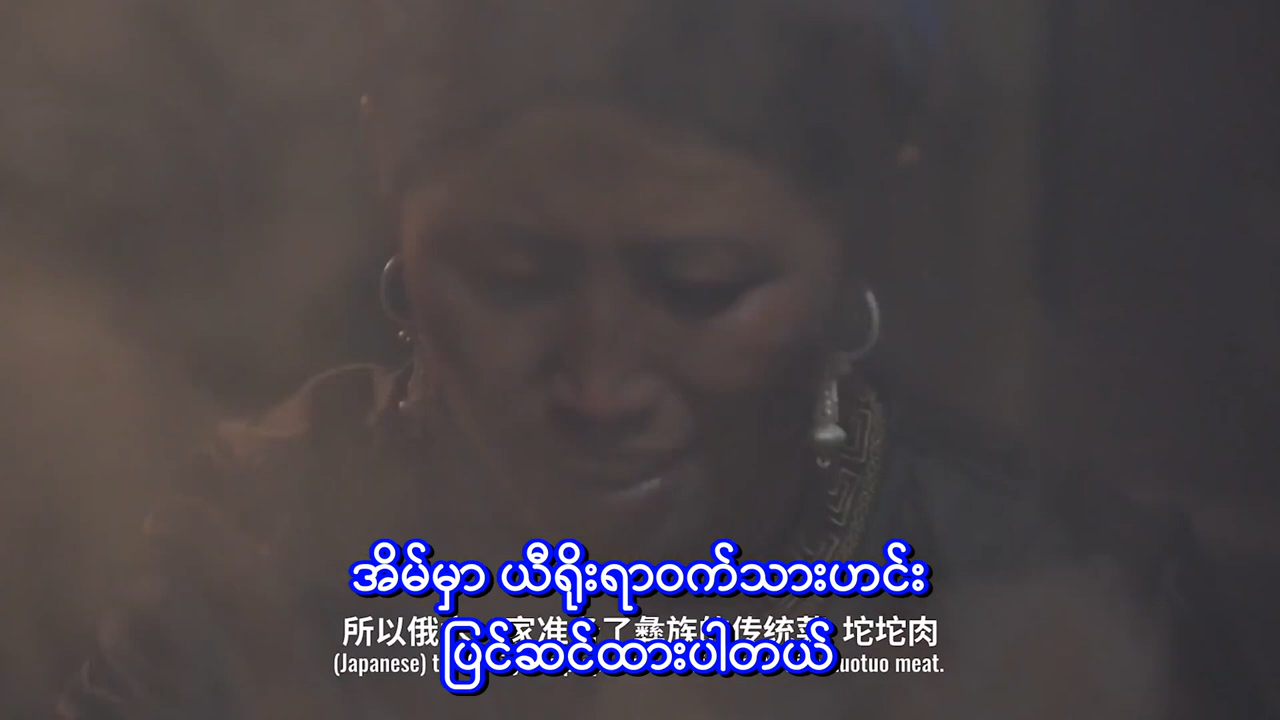 အိမ်မှာ ယီရိုးရာဝက်သားဟင်း
所以俄 家准 了彝族 传统 坨坨肉
ပြင်ဆင်ထားပါတယ်
(Japanese) meat.